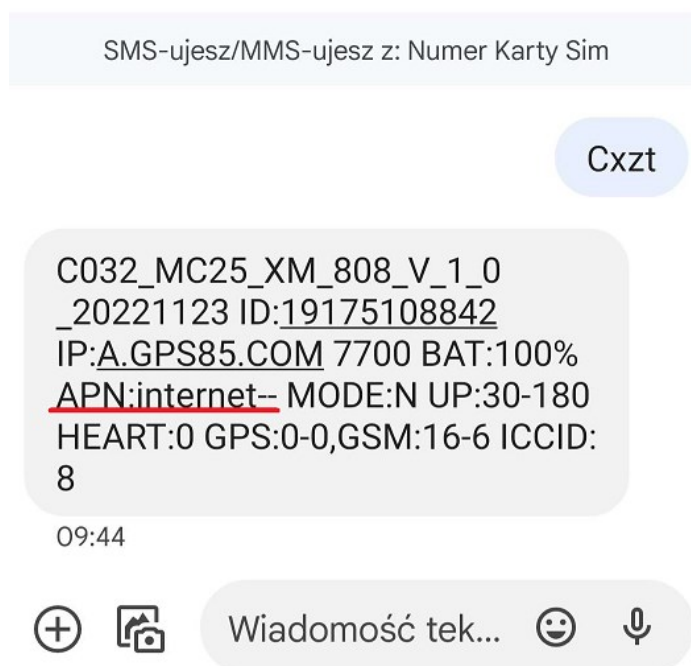 SMS-ujesz/MMS-ujesz z: Numer Karty Sim
Cxzt
C032_MC25_XM_808_V_1_0
_20221123 ID:19175108842
IP:A.GPS85.COM 7700 BAT:100%
APN:internet-- MODE:N UP:30-180
HEART:0 GPS:0-0,GSM:16-6 ICCID:
8
09:44
Wiadomość tek...